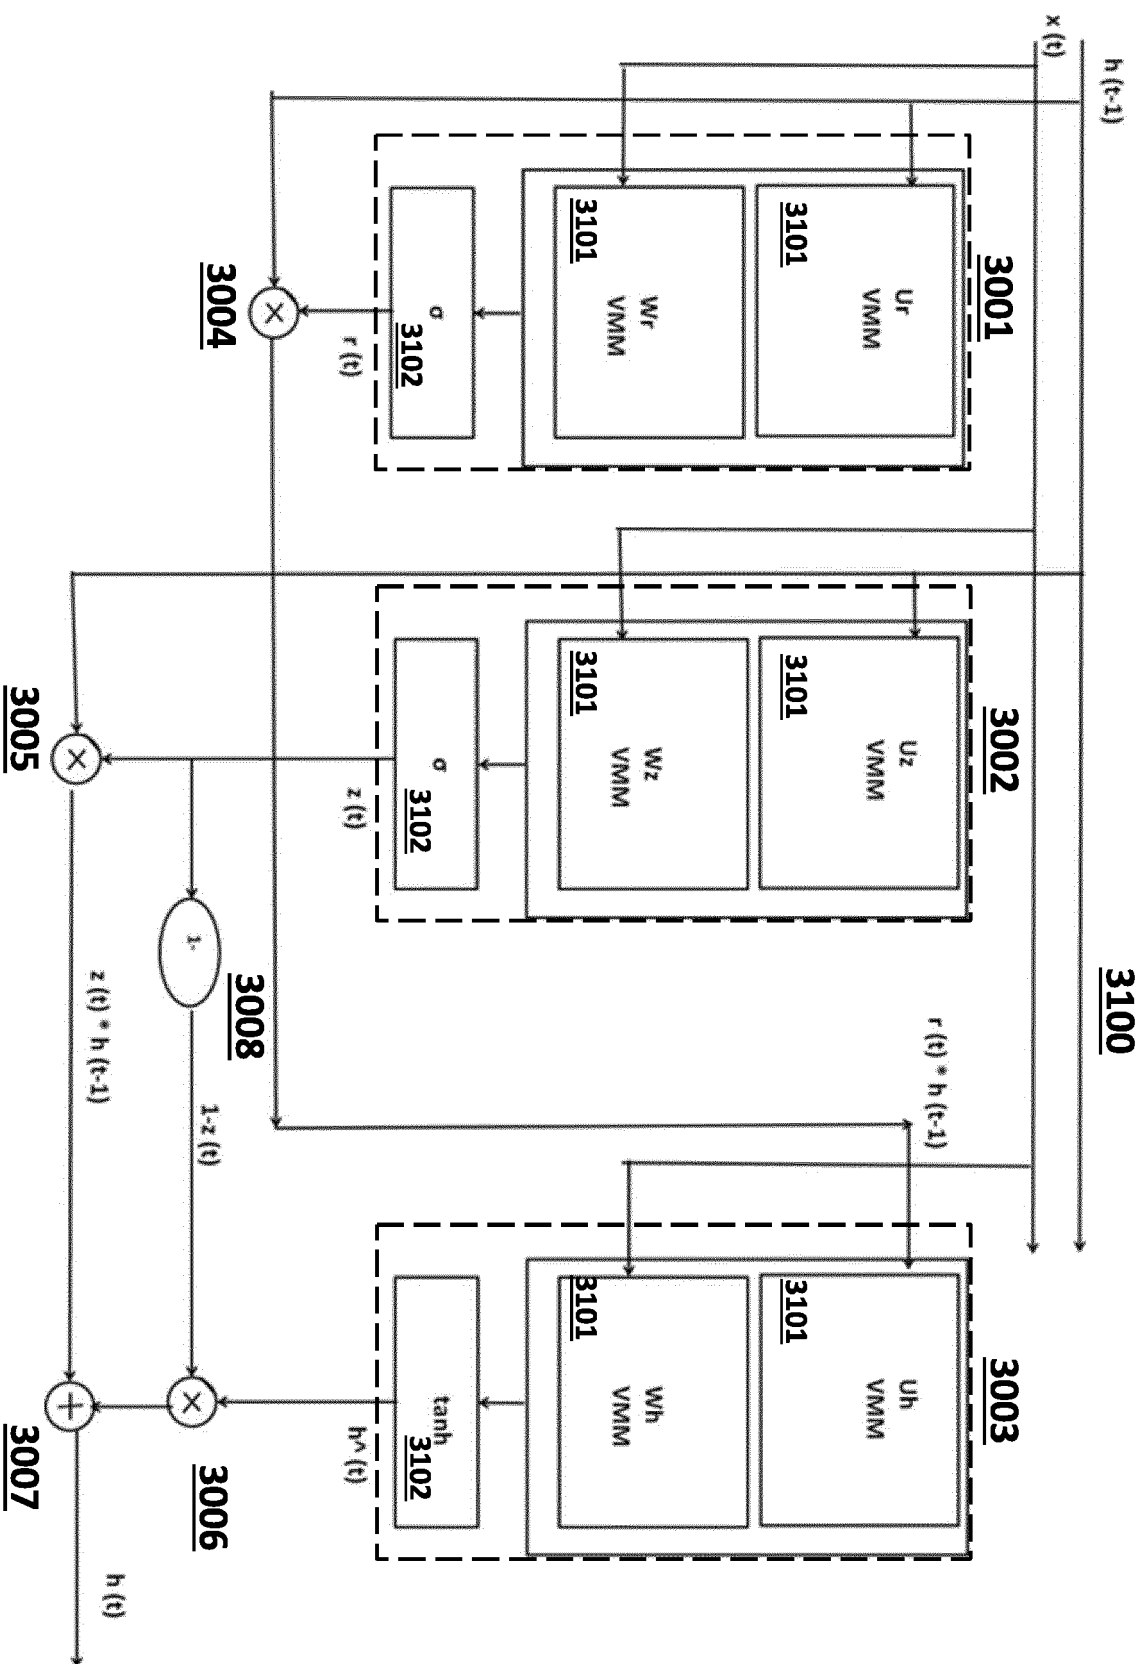 3100
h (t-1)
x (t)
3001
Ur
VMM
3101
Wr
VMM
3101
σ
3102
r (t)
3004
×
3002
Uz
VMM
3101
Wz
VMM
3101
σ
3102
z (t)
3005
×
r (t) * h (t-1)
3008
1-
1-z (t)
z (t) * h (t-1)
3003
Uh
VMM
3101
Wh
VMM
3101
tanh
3102
h^ (t)
3006
×
3007
+
h (t)